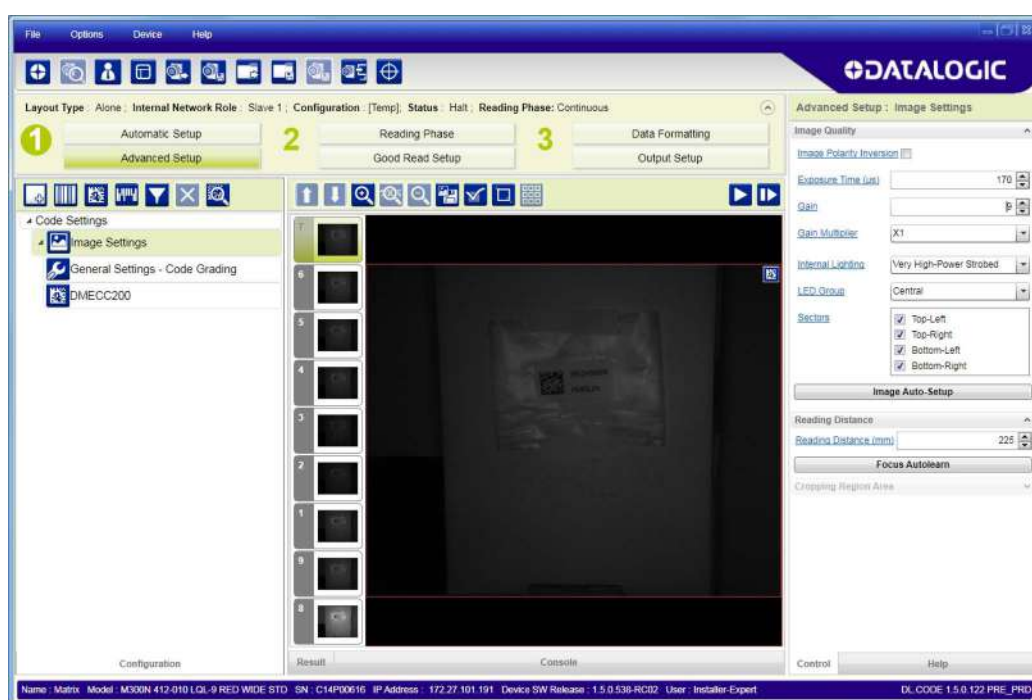 File Options Device Help
DATALOGIC
Layout Type : Alone ; Internal Network Role : Slave 1 ; Configuration : [Temp]; Status : Halt ; Reading Phase: Continuous
1 Automatic Setup 2 Reading Phase 3 Data Formatting
Advanced Setup Good Read Setup Output Setup
Code Settings
Image Settings
General Settings - Code Grading
DMECC200
Configuration
7
6
5
4
3
2
1
9
8
Result Console
Advanced Setup : Image Settings
Image Quality
Image Polarity Inversion
Exposure Time (us) 170
Gain 9
Gain Multiplier X1
Internal Lighting Very High-Power Strobed
LED Group Central
Sectors Top-Left
Top-Right
Bottom-Left
Bottom-Right
Image Auto-Setup
Reading Distance
Reading Distance (mm) 225
Focus Autolearn
Cropping Region Area
Control Help
Name : Matrix Model : M300N 412-010 LQL-9 RED WIDE STD SN : C14P00616 IP Address : 172.27.101.191 Device SW Release : 1.5.0.538-RC02 User : Installer-Expert DL.CODE 1.5.0.122 PRE_PRD